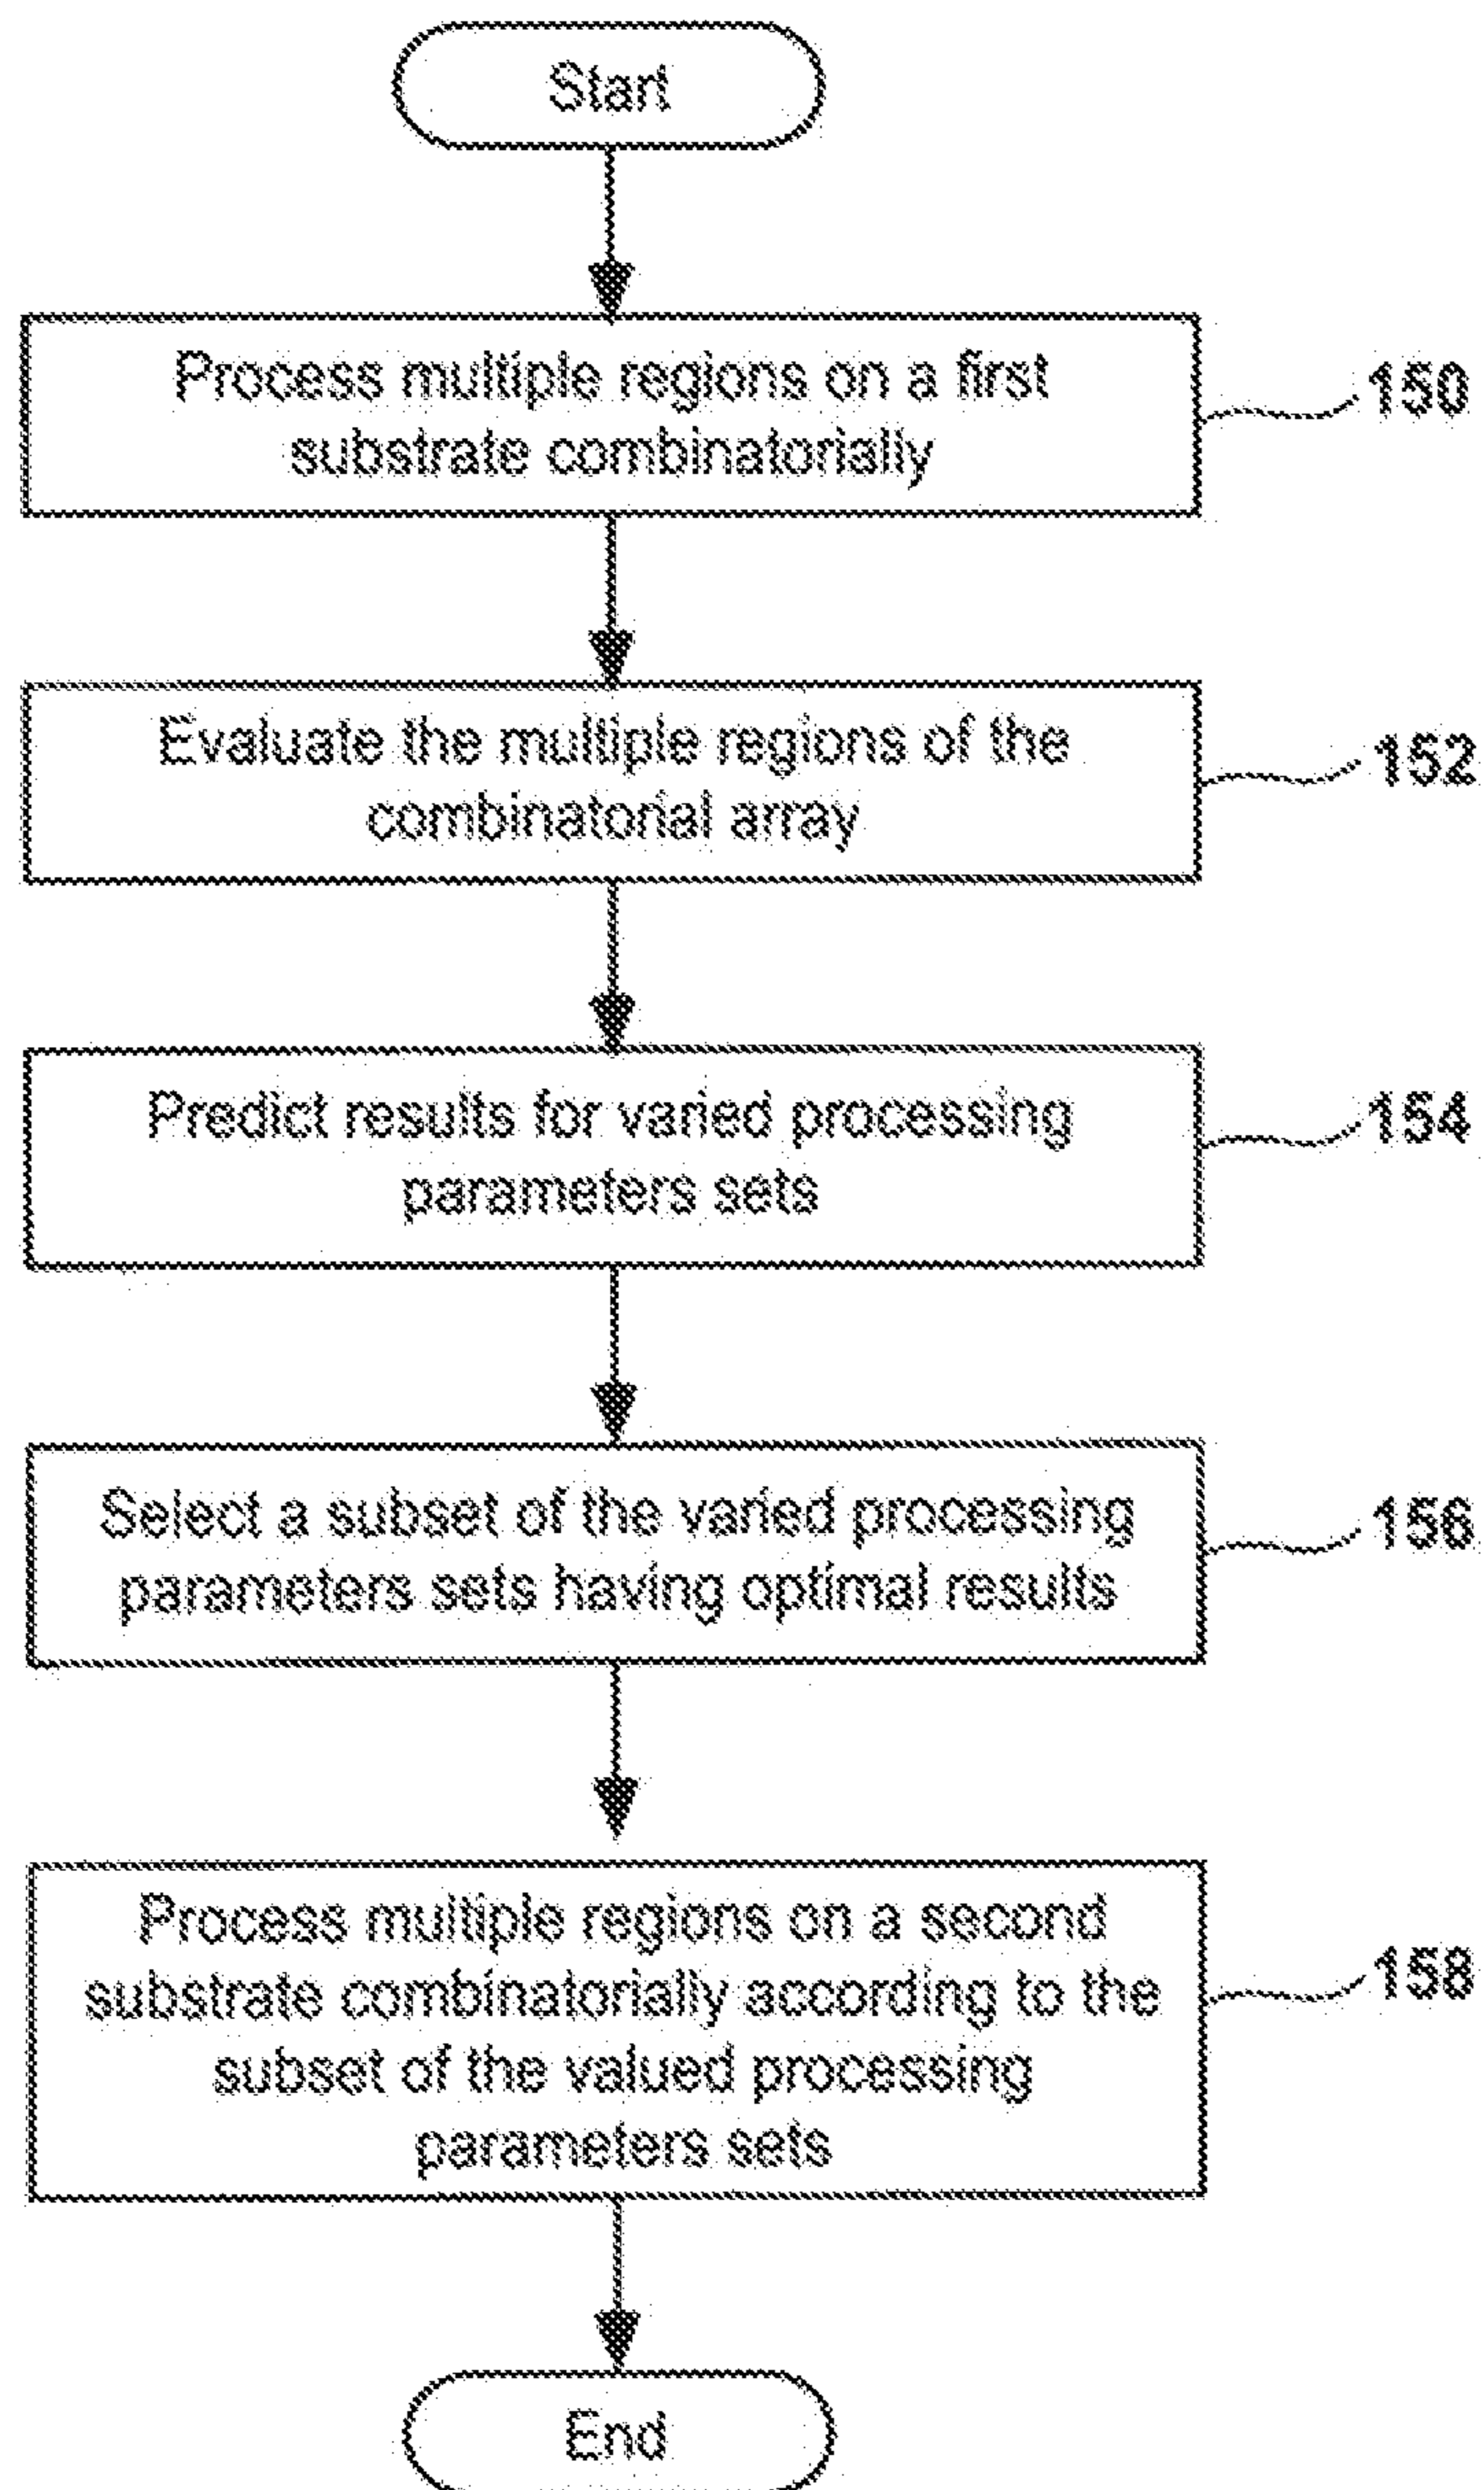 Start
Process multiple regions on a first
substrate combinatorially
150
Evaluate the multiple regions of the
combinatorial array
152
Predict results for varied processing
parameters sets
154
Select a subset of the varied processing
parameters sets having optimal results
156
Process multiple regions on a second
substrate combinatorially according to the
subset of the valued processing
parameters sets
158
End